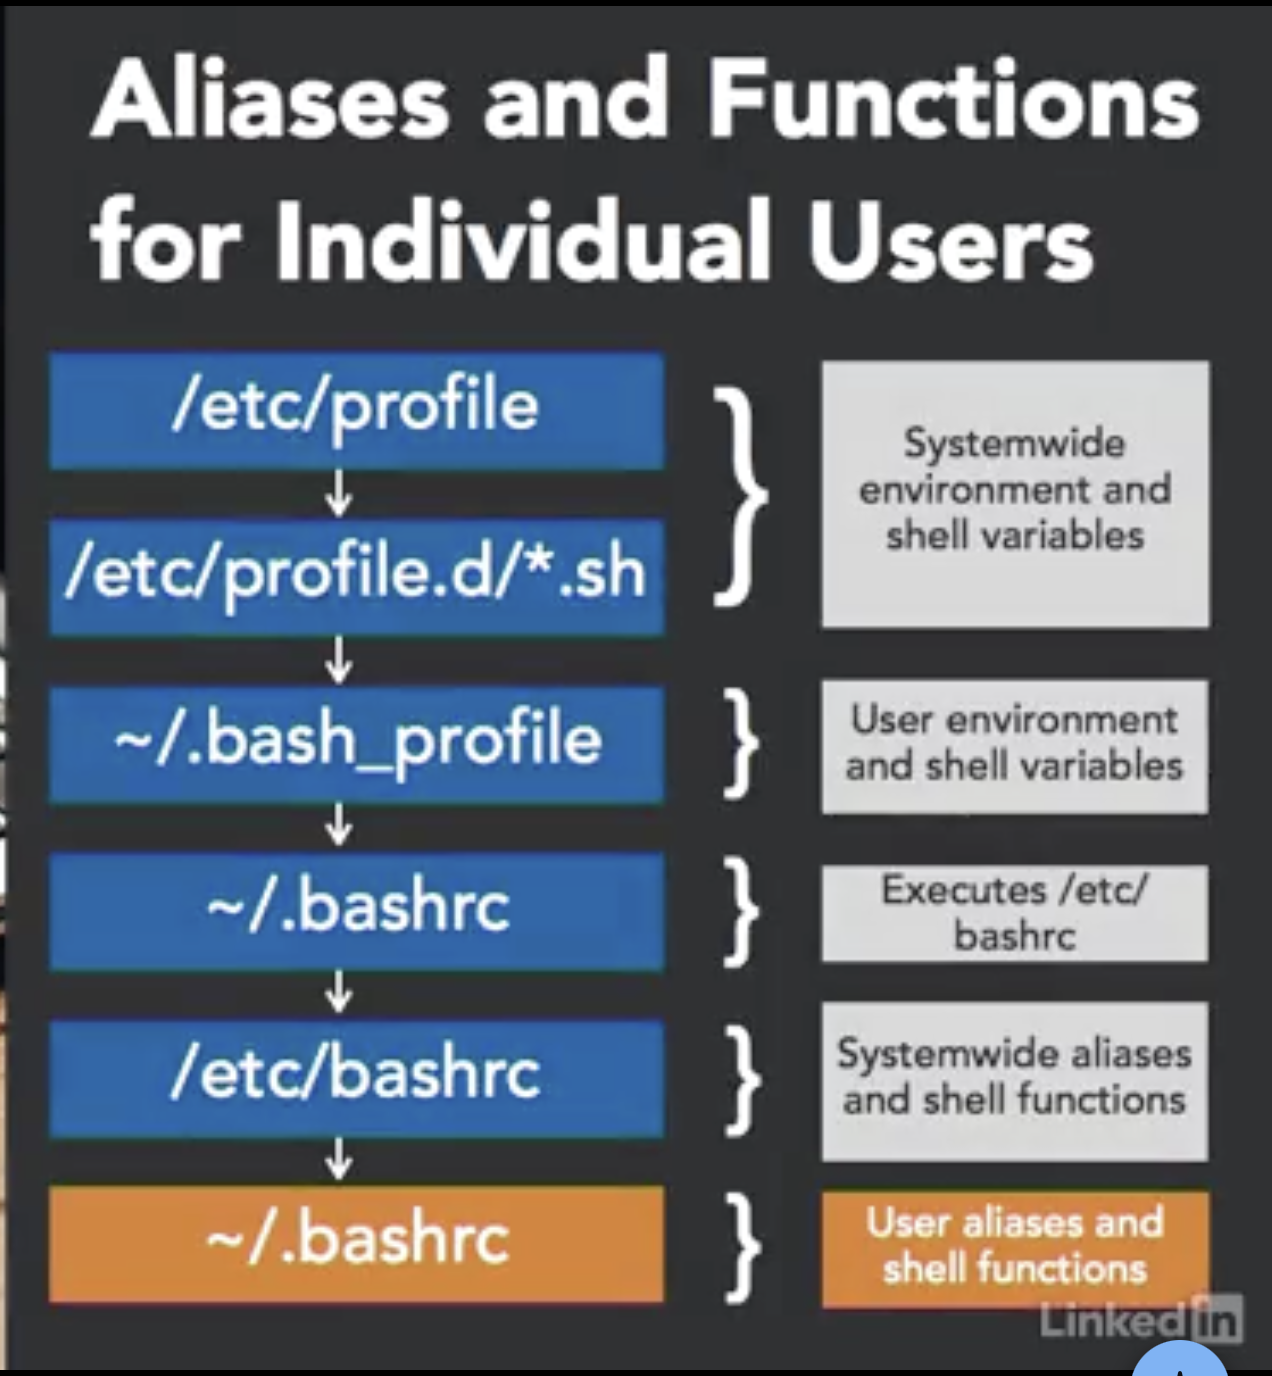 Aliases and Functions
for Individual Users
/etc/profile
Systemwide
environment and
shell variables
/etc/profile.d/*.sh
~/.bash_profile
User environment
and shell variables
~/.bashrc
Executes /etc/
bashrc
/etc/bashrc
Systemwide aliases
and shell functions
~/.bashrc
User aliases and
shell functions
LinkedIn